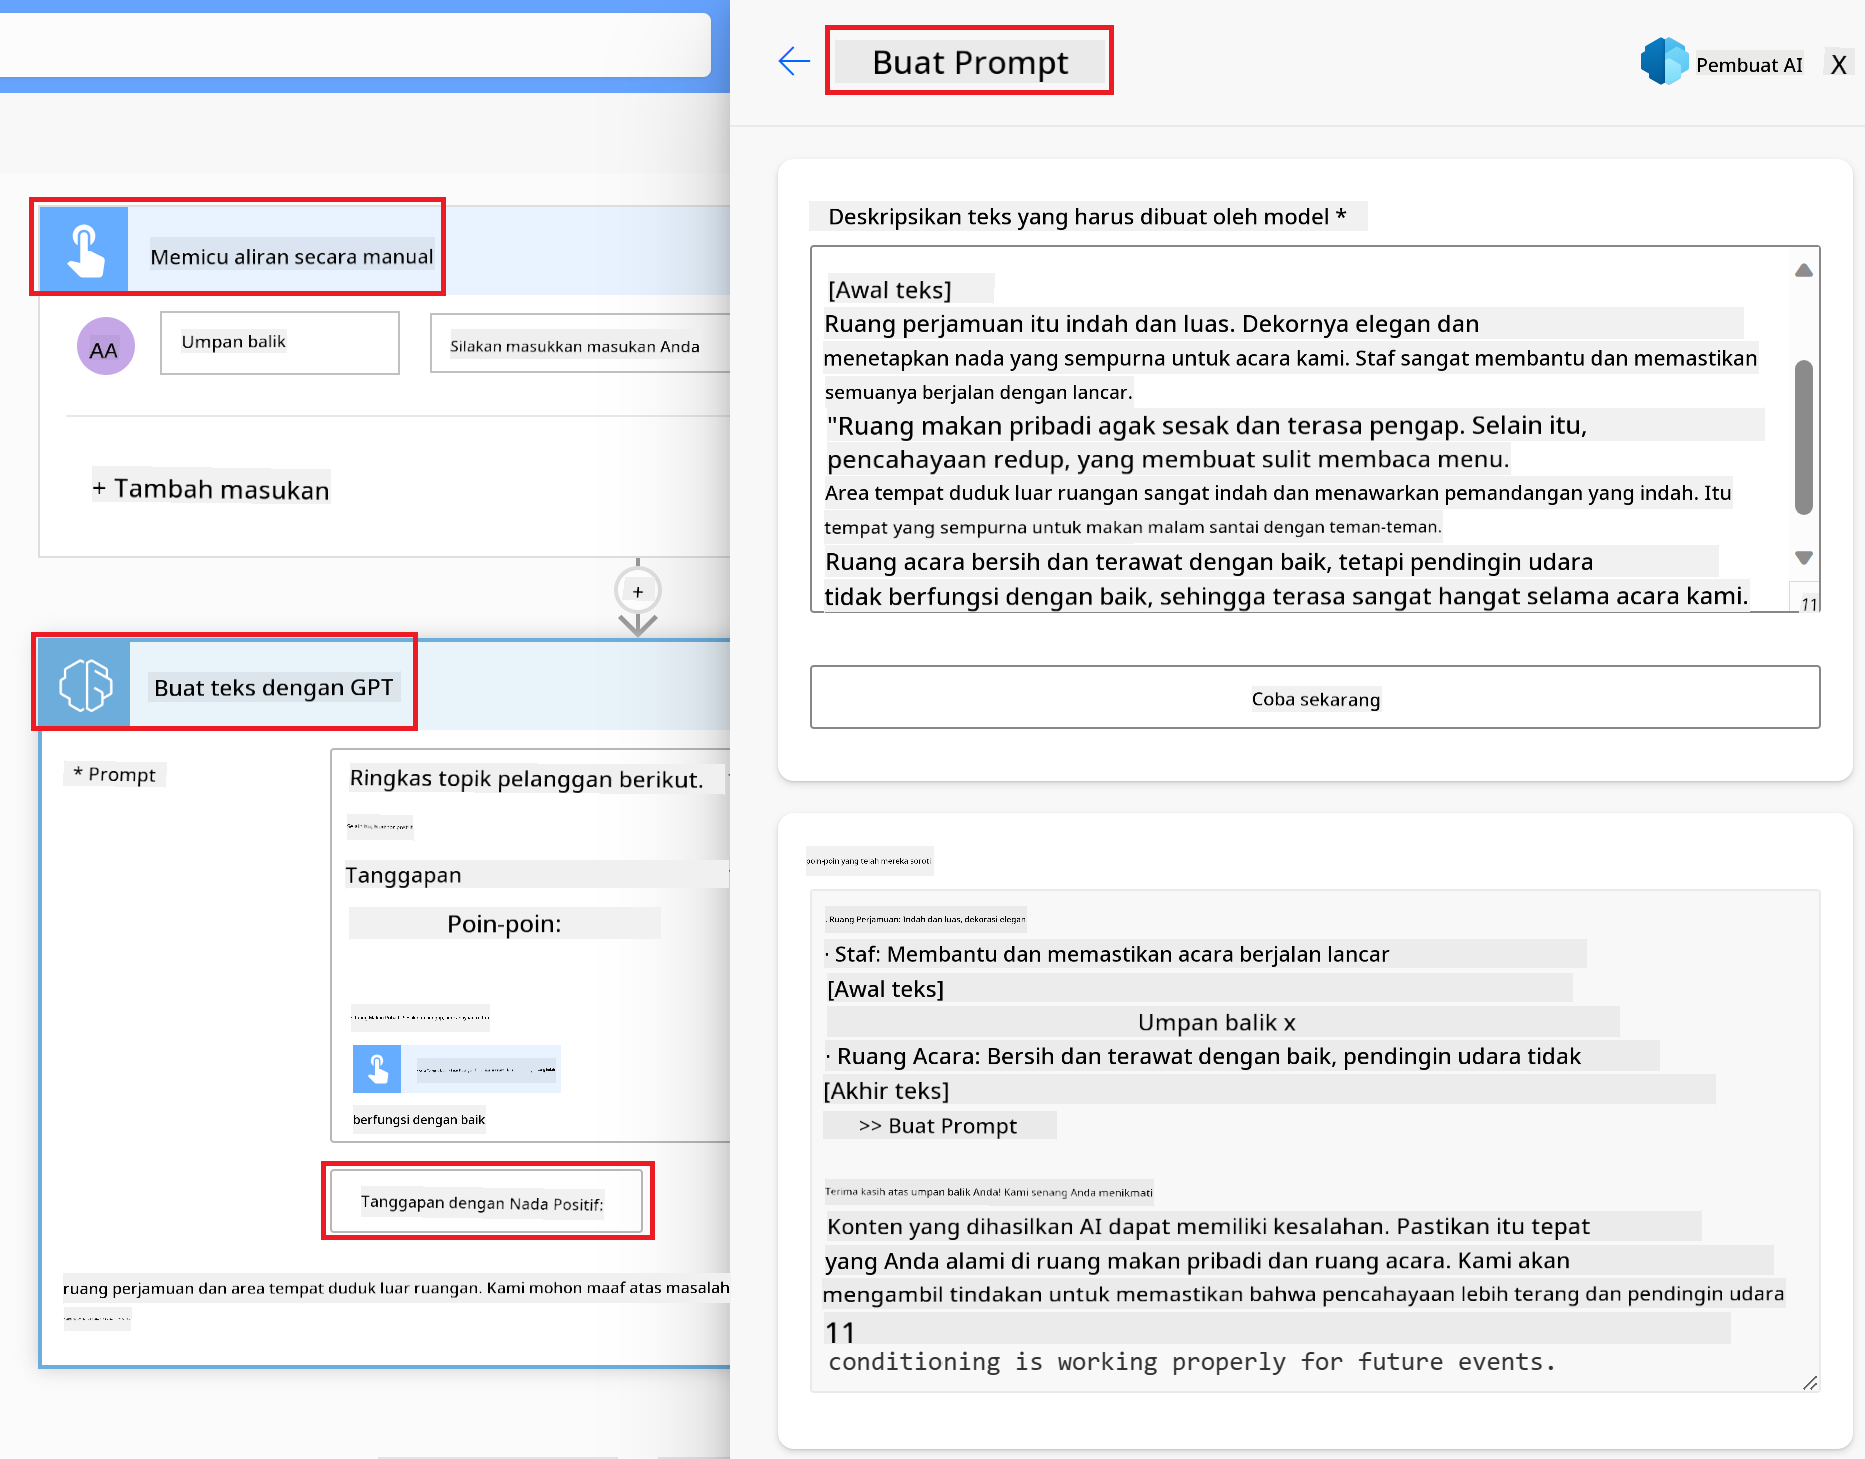 Memicu aliran secara manual
AA
Umpan balik
Silakan masukkan masukan Anda
+ Tambah masukan
+
Buat teks dengan GPT
* Prompt
Ringkas topik pelanggan berikut.
Tanggapan
Poin-poin:
berfungsi dengan baik
Tanggapan dengan Nada Positif:
ruang perjamuan dan area tempat duduk luar ruangan. Kami mohon maaf atas masalah
Buat Prompt
Pembuat AI
X
Deskripsikan teks yang harus dibuat oleh model *
[Awal teks]
Ruang perjamuan itu indah dan luas. Dekornya elegan dan
menetapkan nada yang sempurna untuk acara kami. Staf sangat membantu dan memastikan
semuanya berjalan dengan lancar.
"Ruang makan pribadi agak sesak dan terasa pengap. Selain itu,
pencahayaan redup, yang membuat sulit membaca menu.
Area tempat duduk luar ruangan sangat indah dan menawarkan pemandangan yang indah. Itu
tempat yang sempurna untuk makan malam santai dengan teman-teman.
Ruang acara bersih dan terawat dengan baik, tetapi pendingin udara
tidak berfungsi dengan baik, sehingga terasa sangat hangat selama acara kami.
11
Coba sekarang
poin-poin yang telah mereka soroti
. Ruang Perjamuan: Indah dan luas, dekorasi elegan
· Staf: Membantu dan memastikan acara berjalan lancar
[Awal teks]
Umpan balik x
· Ruang Acara: Bersih dan terawat dengan baik, pendingin udara tidak
[Akhir teks]
>> Buat Prompt
Terima kasih atas umpan balik Anda! Kami senang Anda menikmati
Konten yang dihasilkan AI dapat memiliki kesalahan. Pastikan itu tepat
yang Anda alami di ruang makan pribadi dan ruang acara. Kami akan
mengambil tindakan untuk memastikan bahwa pencahayaan lebih terang dan pendingin udara
11
conditioning is working properly for future events.